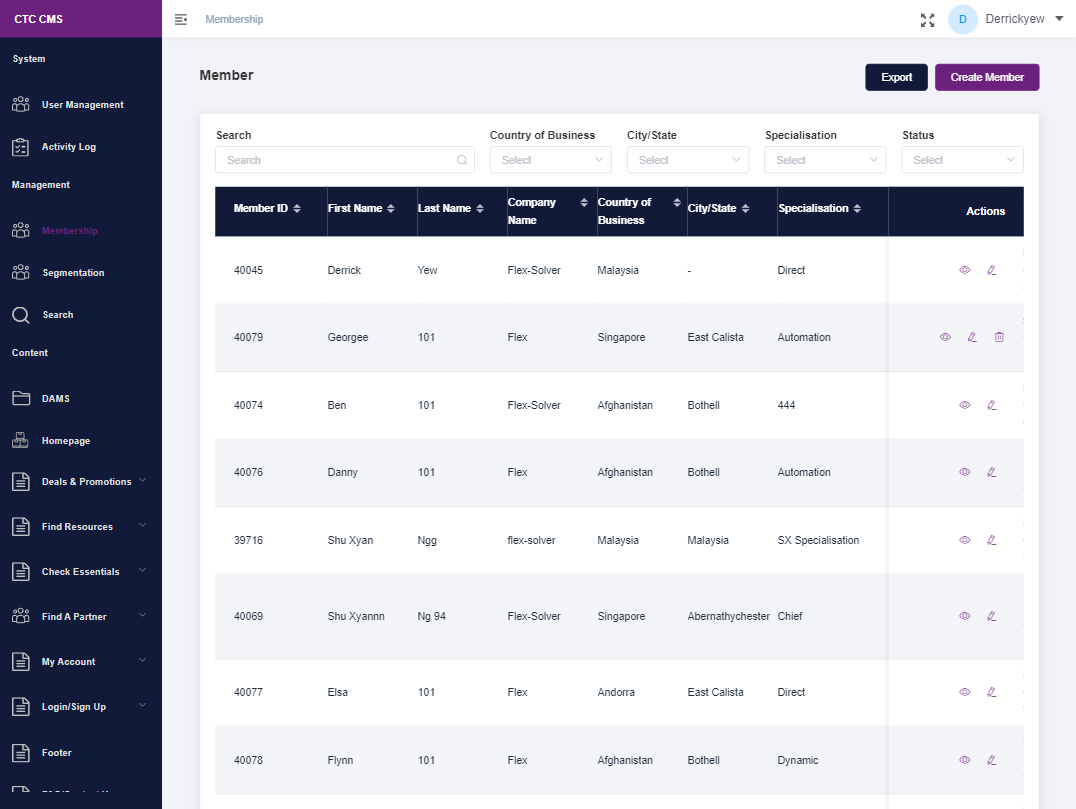 CTC CMS
Membership
D
Derrickyew
System
User Management
Activity Log
Management
Membership
Segmentation
Search
Content
DAMS
Homepage
Deals & Promotions
Find Resources
Check Essentials
Find A Partner
My Account
Login/Sign Up
Footer
Member
Export
Create Member
Search
Country of Business
City/State
Specialisation
Status
Search
Select
Select
Select
Select
Member ID
First Name
Last Name
Company
Name
Country of
Business
City/State
Specialisation
Actions
40045 Derrick Yew Flex-Solver Malaysia - Direct
40079 Georgee 101 Flex Singapore East Calista Automation
40074 Ben 101 Flex-Solver Afghanistan Bothell 444
40076 Danny 101 Flex Afghanistan Bothell Automation
39716 Shu Xyan Ngg flex-solver Malaysia Malaysia SX Specialisation
40069 Shu Xyannn Ng 94 Flex-Solver Singapore Abernathychester Chief
40077 Elsa 101 Flex Andorra East Calista Direct
40078 Flynn 101 Flex Afghanistan Bothell Dynamic